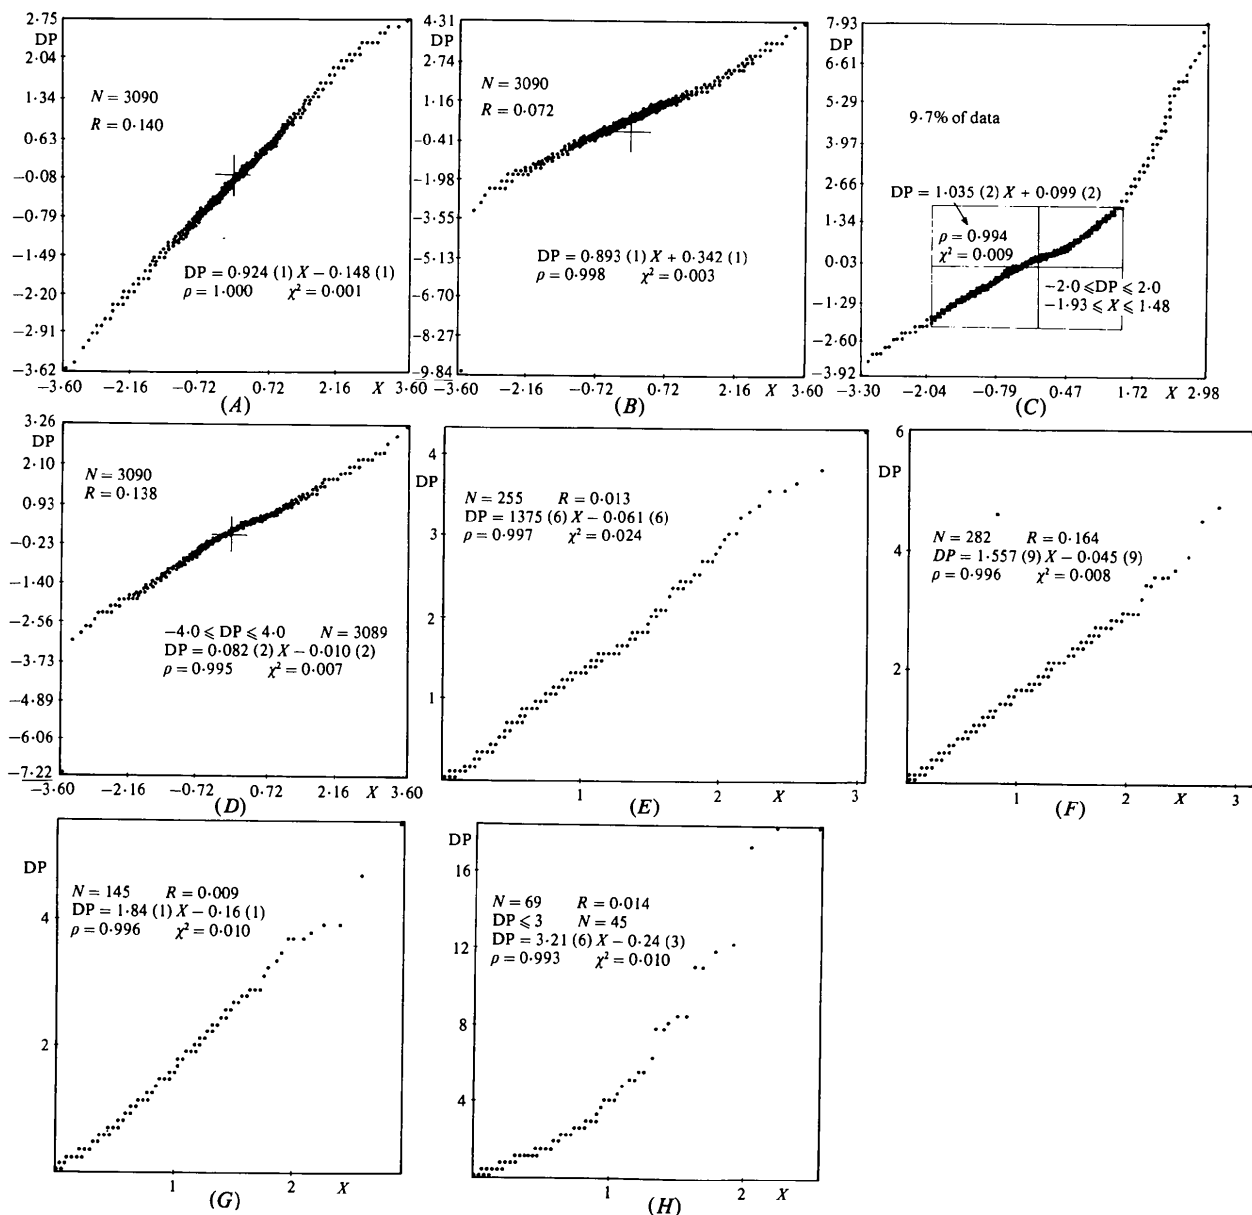 2·75
DP
2·04
1·34
0·63
−0·08
−0·79
−1·49
−2·20
−2·91
−3·62
N = 3090
R = 0·140
DP = 0·924 (1) X − 0·148 (1)
ρ = 1·000 χ² = 0·001
−3·60 −2·16 −0·72 0·72 2·16 X 3·60
(A)
4·31
DP
2·74
1·16
−0·41
−1·98
−3·55
−5·13
−6·70
−8·27
−9·84
N = 3090
R = 0·072
DP = 0·893 (1) X + 0·342 (1)
ρ = 0·998 χ² = 0·003
−3·60 −2·16 −0·72 0·72 2·16 X 3·60
(B)
7·93
DP
6·61
5·29
3·97
2·66
1·34
0·03
−1·29
−2·60
−3·92
9·7% of data
DP = 1·035 (2) X + 0·099 (2)
ρ = 0·994
χ² = 0·009
−2·0 ⩽ DP ⩽ 2·0
−1·93 ⩽ X ⩽ 1·48
−3·30 −2·04 −0·79 0·47 1·72 X 2·98
(C)
3·26
DP
2·10
0·93
−0·23
−1·40
−2·56
−3·73
−4·89
−6·06
−7·22
N = 3090
R = 0·138
−4·0 ⩽ DP ⩽ 4·0 N = 3089
DP = 0·082 (2) X − 0·010 (2)
ρ = 0·995 χ² = 0·007
−3·60 −2·16 −0·72 0·72 2·16 X 3·60
(D)
4
DP
3
2
1
N = 255 R = 0·013
DP = 1375 (6) X − 0·061 (6)
ρ = 0·997 χ² = 0·024
1 2 X 3
(E)
6
DP
4
2
N = 282 R = 0·164
DP = 1·557 (9) X − 0·045 (9)
ρ = 0·996 χ² = 0·008
1 2 X 3
(F)
DP
4
2
N = 145 R = 0·009
DP = 1·84 (1) X − 0·16 (1)
ρ = 0·996 χ² = 0·010
1 2 X
(G)
DP
16
12
8
4
N = 69 R = 0·014
DP ⩽ 3 N = 45
DP = 3·21 (6) X − 0·24 (3)
ρ = 0·993 χ² = 0·010
1 2 X
(H)